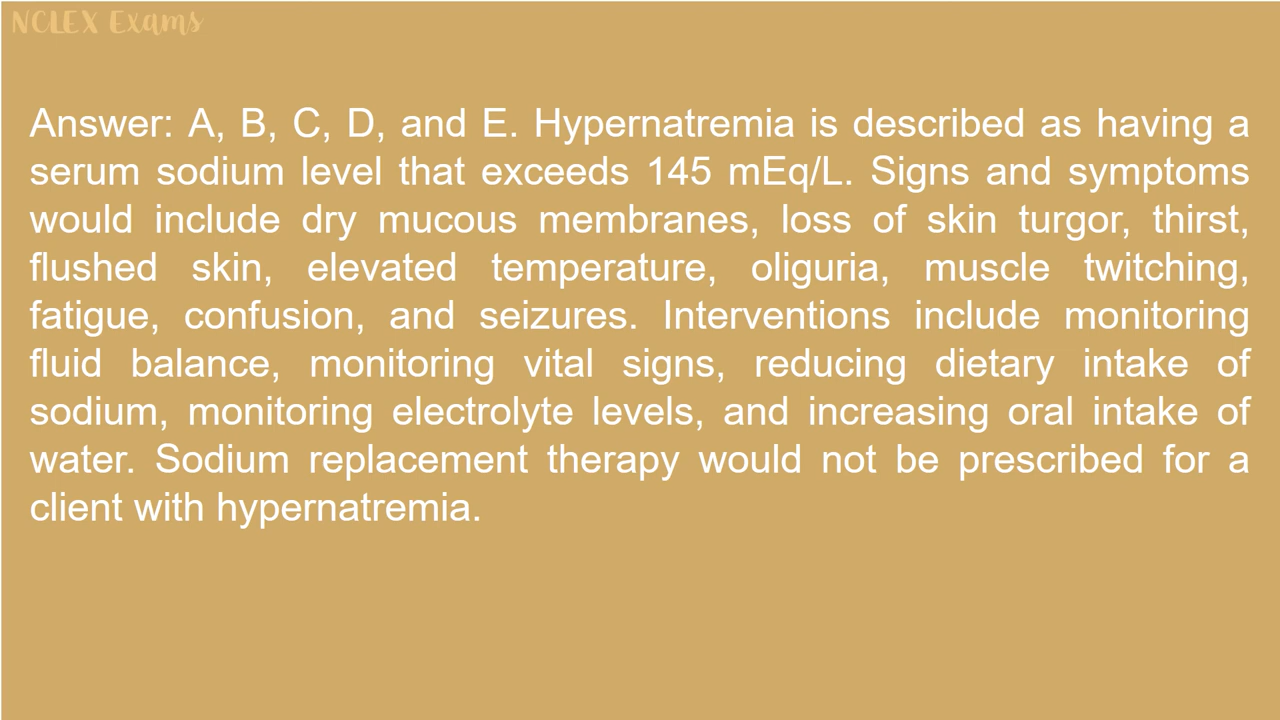 NCLEX Exams
Answer: A, B, C, D, and E. Hypernatremia is described as having a
serum sodium level that exceeds 145 mEq/L. Signs and symptoms
would include dry mucous membranes, loss of skin turgor, thirst,
flushed skin, elevated temperature, oliguria, muscle twitching,
fatigue, confusion, and seizures. Interventions include monitoring
fluid balance, monitoring vital signs, reducing dietary intake of
sodium, monitoring electrolyte levels, and increasing oral intake of
water. Sodium replacement therapy would not be prescribed for a
client with hypernatremia.